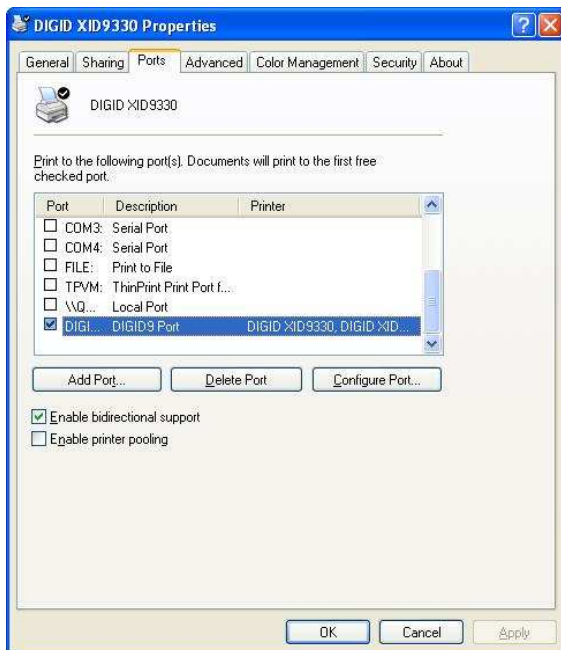 DIGID XID9330 Properties
General Sharing Ports Advanced Color Management Security About
DIGID XID9330
Print to the following port(s). Documents will print to the first free
checked port.
Port Description Printer
COM3: Serial Port
COM4: Serial Port
FILE: Print to File
TPVM: ThinPrint Print Port f...
\\Q... Local Port
DIGI... DIGID9 Port DIGID XID9330, DIGID XID...
Add Port... Delete Port Configure Port...
Enable bidirectional support
Enable printer pooling
OK Cancel Apply